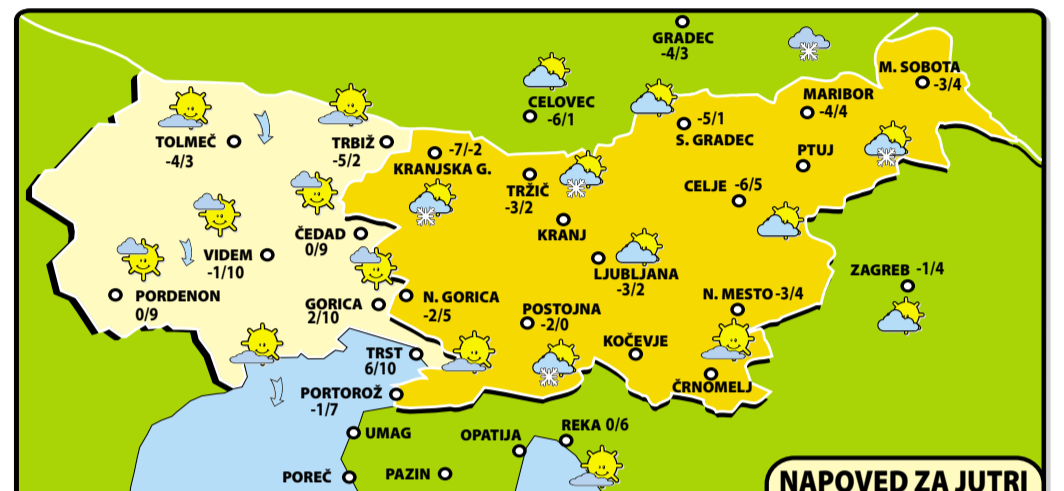 GRADEC
-4/3
M. SOBOTA
-3/4
CELOVEC
-6/1
MARIBOR
-4/4
-5/1
S. GRADEC
TOLMEČ
-4/3
TRBIŽ
-5/2
-7/-2
KRANJSKA G.
PTUJ
TRŽIČ
-3/2
CELJE -6/5
KRANJ
ČEDAD
0/9
VIDEM
-1/10
LJUBLJANA
-3/2
ZAGREB -1/4
PORDENON
0/9
GORICA
2/10
N. GORICA
-2/5
POSTOJNA
-2/0
N. MESTO -3/4
KOČEVJE
TRST
6/10
ČRNOMELJ
PORTOROŽ
-1/7
UMAG
OPATIJA
REKA 0/6
POREČ
PAZIN
NAPOVED ZA JUTRI